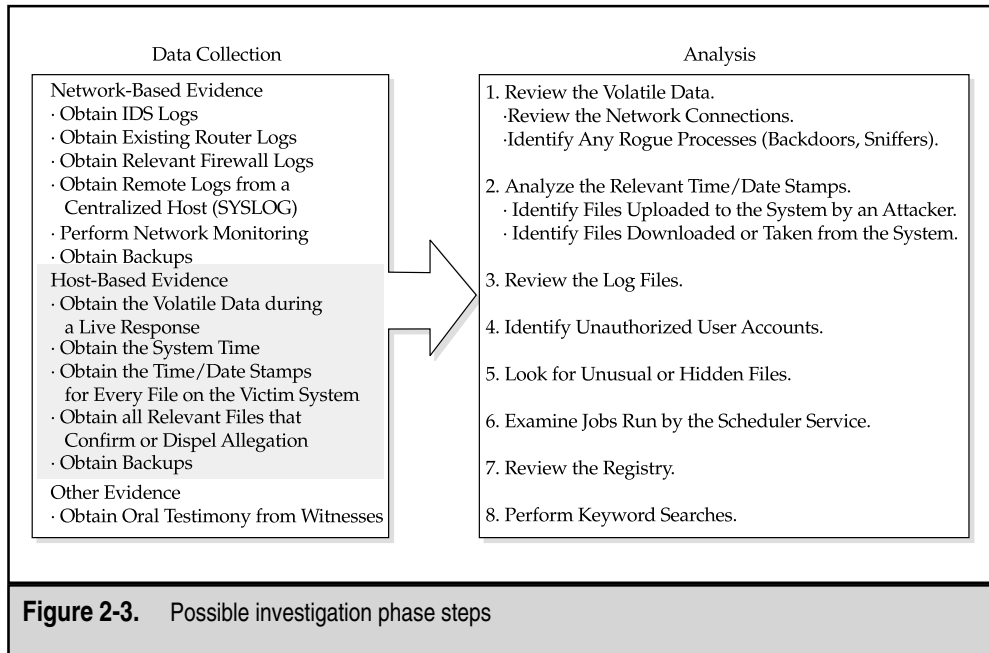 Data Collection
Network-Based Evidence
· Obtain IDS Logs
· Obtain Existing Router Logs
· Obtain Relevant Firewall Logs
· Obtain Remote Logs from a
Centralized Host (SYSLOG)
· Perform Network Monitoring
· Obtain Backups
Host-Based Evidence
· Obtain the Volatile Data during
a Live Response
· Obtain the System Time
· Obtain the Time/Date Stamps
for Every File on the Victim System
· Obtain all Relevant Files that
Confirm or Dispel Allegation
· Obtain Backups
Other Evidence
· Obtain Oral Testimony from Witnesses
Analysis
1. Review the Volatile Data.
·Review the Network Connections.
·Identify Any Rogue Processes (Backdoors, Sniffers).
2. Analyze the Relevant Time/Date Stamps.
· Identify Files Uploaded to the System by an Attacker.
· Identify Files Downloaded or Taken from the System.
3. Review the Log Files.
4. Identify Unauthorized User Accounts.
5. Look for Unusual or Hidden Files.
6. Examine Jobs Run by the Scheduler Service.
7. Review the Registry.
8. Perform Keyword Searches.
Figure 2-3. Possible investigation phase steps